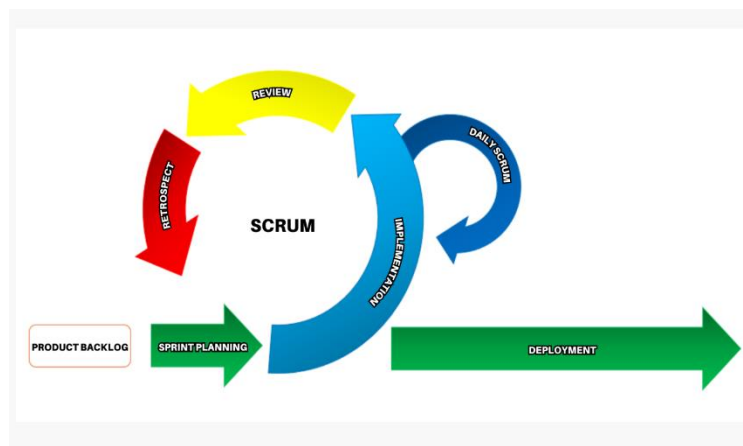 REVIEW
DAILY SCRUM
RETROSPECT
SCRUM
IMPLEMENTATION
PRODUCT BACKLOG
SPRINT PLANNING
DEPLOYMENT